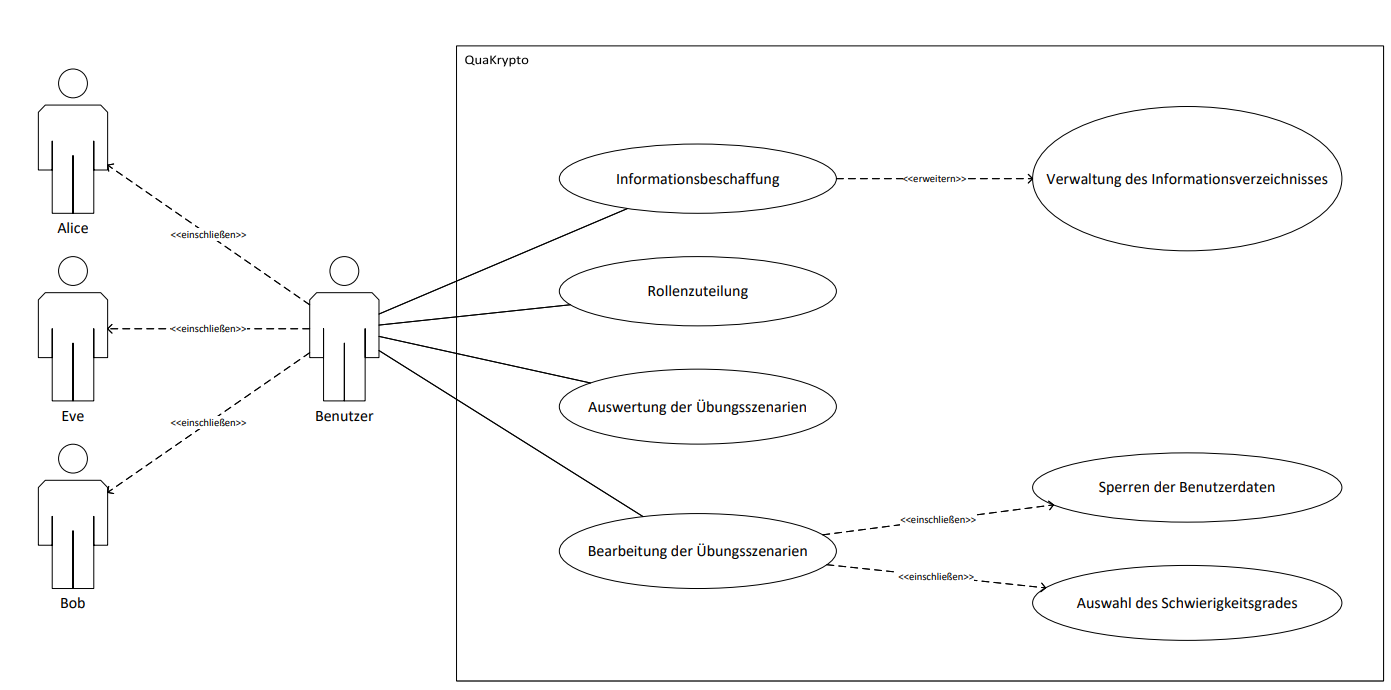 QuaKrypto
Alice
<<einschließen>>
Eve
<<einschließen>>
Bob
<<einschließen>>
Benutzer
Informationsbeschaffung
<<erweitern>>
Verwaltung des Informationsverzeichnisses
Rollenzuteilung
Auswertung der Übungsszenarien
Bearbeitung der Übungsszenarien
<<einschließen>>
Sperren der Benutzerdaten
<<einschließen>>
Auswahl des Schwierigkeitsgrades